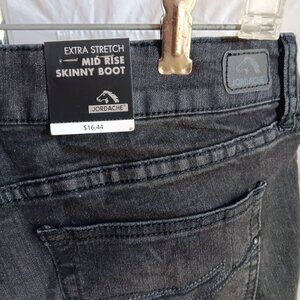 EXTRA STRETCH
MID RISE
SKINNY BOOT
JORDACHE
$16.44
JORDACHE